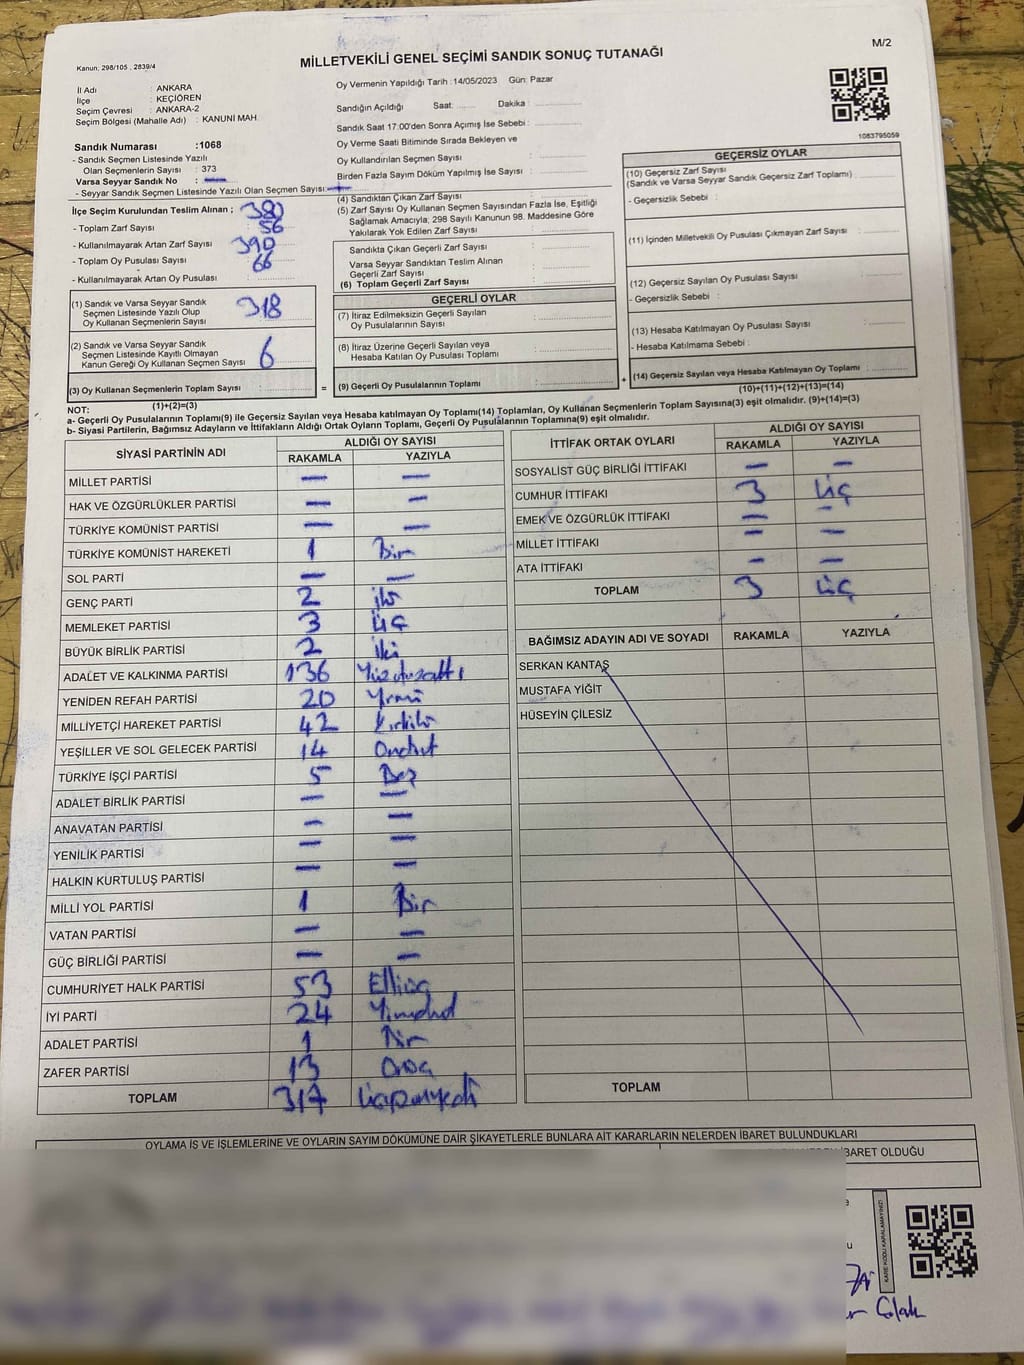 M/2
Kanun: 298/105 , 2839/4
MİLLETVEKİLİ GENEL SEÇİMİ SANDIK SONUÇ TUTANAĞI
İl Adı : ANKARA
İlçe : KEÇİÖREN
Seçim Çevresi : ANKARA-2
Seçim Bölgesi (Mahalle Adı) : KANUNİ MAH.
Sandık Numarası :1068
- Sandık Seçmen Listesinde Yazılı
Olan Seçmenlerin Sayısı : 373
Varsa Seyyar Sandık No : —
- Seyyar Sandık Seçmen Listesinde Yazılı Olan Seçmen Sayısı: —
Oy Vermenin Yapıldığı Tarih : 14/05/2023 Gün: Pazar
Sandığın Açıldığı Saat: ........ Dakika : ................
Sandık Saat 17:00'den Sonra Açımış İse Sebebi : ................
Oy Verme Saati Bitiminde Sırada Bekleyen ve
Oy Kullandırılan Seçmen Sayısı : ................
Birden Fazla Sayım Döküm Yapılmış İse Sayısı : ................
1083795059
İlçe Seçim Kurulundan Teslim Alınan : 380
- Toplam Zarf Sayısı 56
- Kullanılmayarak Artan Zarf Sayısı 390
- Toplam Oy Pusulası Sayısı 66
- Kullanılmayarak Artan Oy Pusulası
(1) Sandık ve Varsa Seyyar Sandık
Seçmen Listesinde Yazılı Olup
Oy Kullanan Seçmenlerin Sayısı 318
(2) Sandık ve Varsa Seyyar Sandık
Seçmen Listesinde Kayıtlı Olmayan
Kanun Gereği Oy Kullanan Seçmen Sayısı 6
(3) Oy Kullanan Seçmenlerin Toplam Sayısı : ........ =
(1)+(2)=(3)
(4) Sandıktan Çıkan Zarf Sayısı : ................
(5) Zarf Sayısı Oy Kullanan Seçmen Sayısından Fazla İse, Eşitliği
Sağlamak Amacıyla; 298 Sayılı Kanunun 98. Maddesine Göre
Yakılarak Yok Edilen Zarf Sayısı : ................
Sandıkta Çıkan Geçerli Zarf Sayısı : ................
Varsa Seyyar Sandıktan Teslim Alınan
Geçerli Zarf Sayısı : ................
(6) Toplam Geçerli Zarf Sayısı : ................
GEÇERLİ OYLAR
(7) İtiraz Edilmeksizin Geçerli Sayılan
Oy Pusulalarının Sayısı : ................
(8) İtiraz Üzerine Geçerli Sayılan veya
Hesaba Katılan Oy Pusulası Toplamı : ................
(9) Geçerli Oy Pusulalarının Toplamı : ................ +
GEÇERSİZ OYLAR
(10) Geçersiz Zarf Sayısı
(Sandık ve Varsa Seyyar Sandık Geçersiz Zarf Toplamı) : ........
- Geçersizlik Sebebi :
(11) İçinden Milletvekili Oy Pusulası Çıkmayan Zarf Sayısı : ........
(12) Geçersiz Sayılan Oy Pusulası Sayısı : ........
- Geçersizlik Sebebi :
(13) Hesaba Katılmayan Oy Pusulası Sayısı : ........
- Hesaba Katılmama Sebebi :
(14) Geçersiz Sayılan veya Hesaba Katılmayan Oy Toplamı : ........
(10)+(11)+(12)+(13)=(14)
NOT:
a- Geçerli Oy Pusulalarının Toplamı(9) ile Geçersiz Sayılan veya Hesaba katılmayan Oy Toplamı(14) Toplamları, Oy Kullanan Seçmenlerin Toplam Sayısına(3) eşit olmalıdır. (9)+(14)=(3)
b- Siyasi Partilerin, Bağımsız Adayların ve İttifakların Aldığı Ortak Oyların Toplamı, Geçerli Oy Pusulalarının Toplamına(9) eşit olmalıdır.
SİYASİ PARTİNİN ADI ALDIĞI OY SAYISI
RAKAMLA YAZIYLA
MİLLET PARTİSİ — —
HAK VE ÖZGÜRLÜKLER PARTİSİ — —
TÜRKİYE KOMÜNİST PARTİSİ — —
TÜRKİYE KOMÜNİST HAREKETİ 1 Bir
SOL PARTİ — —
GENÇ PARTİ 2 iki
MEMLEKET PARTİSİ 3 üç
BÜYÜK BİRLİK PARTİSİ 2 iki
ADALET VE KALKINMA PARTİSİ 136 Yüzotuzaltı
YENİDEN REFAH PARTİSİ 20 Yirmi
MİLLİYETÇİ HAREKET PARTİSİ 42 Kırkiki
YEŞİLLER VE SOL GELECEK PARTİSİ 14 Ondört
TÜRKİYE İŞÇİ PARTİSİ 5 Beş
ADALET BİRLİK PARTİSİ — —
ANAVATAN PARTİSİ — —
YENİLİK PARTİSİ — —
HALKIN KURTULUŞ PARTİSİ — —
MİLLİ YOL PARTİSİ 1 Bir
VATAN PARTİSİ — —
GÜÇ BİRLİĞİ PARTİSİ — —
CUMHURİYET HALK PARTİSİ 53 Elliüç
İYİ PARTİ 24 Yirmidört
ADALET PARTİSİ 1 Bir
ZAFER PARTİSİ 13 Onüç
TOPLAM 317 üçyüzonyedi
İTTİFAK ORTAK OYLARI ALDIĞI OY SAYISI
RAKAMLA YAZIYLA
SOSYALİST GÜÇ BİRLİĞİ İTTİFAKI — —
CUMHUR İTTİFAKI 3 üç
EMEK VE ÖZGÜRLÜK İTTİFAKI — —
MİLLET İTTİFAKI — —
ATA İTTİFAKI — —
TOPLAM 3 üç
BAĞIMSIZ ADAYIN ADI VE SOYADI RAKAMLA YAZIYLA
SERKAN KANTAŞ
MUSTAFA YİĞİT
HÜSEYİN ÇİLESİZ
TOPLAM
OYLAMA İŞ VE İŞLEMLERİNE VE OYLARIN SAYIM DÖKÜMÜNE DAİR ŞİKAYETLERLE BUNLARA AİT KARARLARIN NELERDEN İBARET BULUNDUKLARI
İBARET OLDUĞU
KARE KODU KARALAMAYINIZ!
Çolak